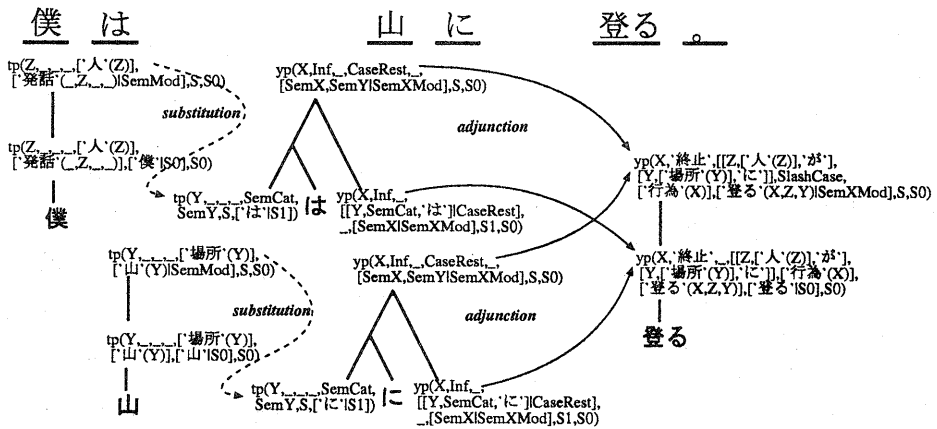 僕 は 山 に 登る 。
tp(Z,_,_,_,['人'(Z)],
['発話'(_,Z,_,_)|SemMod],S,S0)
substitution
tp(Z,_,_,_,['人'(Z)],
['発話'(_,Z,_,_)],['僕'|S0],S0)
僕
yp(X,Inf,_,CaseRest,_,
[SemX,SemY|SemXMod],S,S0)
adjunction
tp(Y,_,_,_,SemCat,
SemY,S,['は'|S1])
は
yp(X,Inf,_,
[[Y,SemCat,'は']|CaseRest],
_,[SemX|SemXMod],S1,S0)
tp(Y,_,_,_,['場所'(Y)],
['山'(Y)|SemMod],S,S0)
substitution
tp(Y,_,_,_,['場所'(Y)],
['山'(Y)],['山'|S0],S0)
山
yp(X,Inf,_,CaseRest,_,
[SemX,SemY|SemXMod],S,S0)
adjunction
tp(Y,_,_,_,SemCat,
SemY,S,['に'|S1])
に
yp(X,Inf,_,
[[Y,SemCat,'に']|CaseRest],
_,[SemX|SemXMod],S1,S0)
yp(X,'終止',[[Z,['人'(Z)],'が'],
[Y,['場所'(Y)],'に']],SlashCase,
['行為'(X)],['登る'(X,Z,Y)|SemXMod],S,S0)
yp(X,'終止',_,[[Z,['人'(Z)],'が'],
[Y,['場所'(Y)],'に']],['行為'(X)],
['登る'(X,Z,Y)],['登る'|S0],S0)
登る